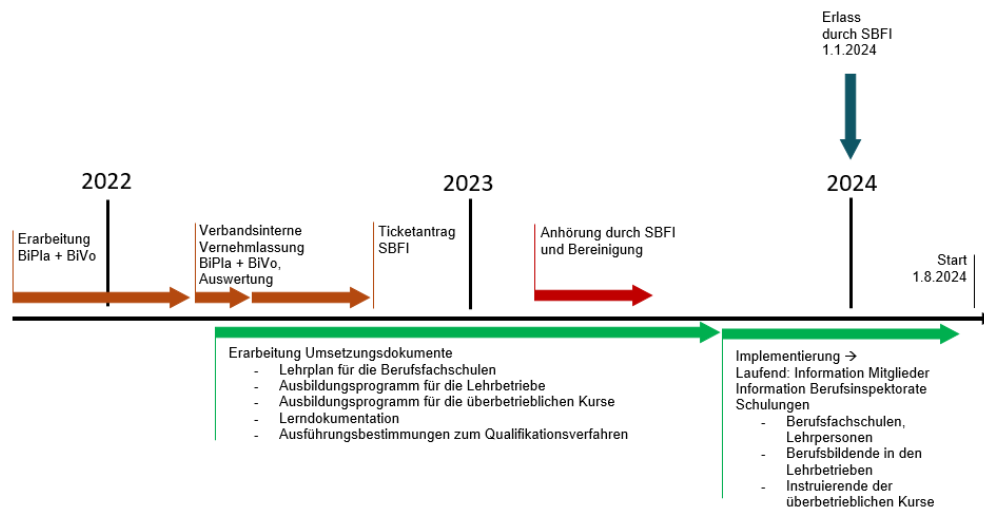 Erlass
durch SBFI
1.1.2024
2022
2023
2024
Erarbeitung
BiPla + BiVo
Verbandsinterne
Vernehmlassung
BiPla + BiVo,
Auswertung
Ticketantrag
SBFI
Anhörung durch SBFI
und Bereinigung
Start
1.8.2024
Erarbeitung Umsetzungsdokumente
- Lehrplan für die Berufsfachschulen
- Ausbildungsprogramm für die Lehrbetriebe
- Ausbildungsprogramm für die überbetrieblichen Kurse
- Lerndokumentation
- Ausführungsbestimmungen zum Qualifikationsverfahren
Implementierung →
Laufend: Information Mitglieder
Information Berufsinspektorate
Schulungen
- Berufsfachschulen,
Lehrpersonen
- Berufsbildende in den
Lehrbetrieben
- Instruierende der
überbetrieblichen Kurse